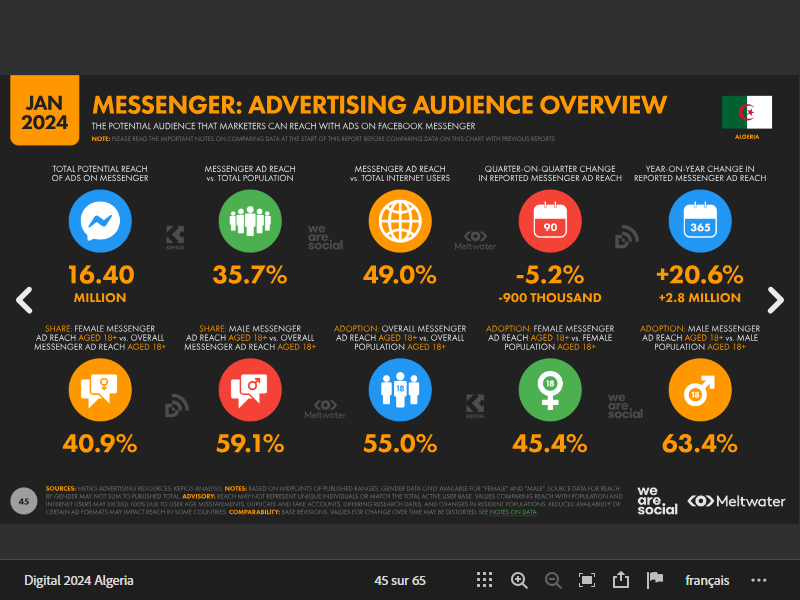 JAN
2024
MESSENGER: ADVERTISING AUDIENCE OVERVIEW
THE POTENTIAL AUDIENCE THAT MARKETERS CAN REACH WITH ADS ON FACEBOOK MESSENGER
NOTE: PLEASE READ THE IMPORTANT NOTES ON COMPARING DATA AT THE START OF THIS REPORT BEFORE COMPARING DATA ON THIS CHART WITH PREVIOUS REPORTS
ALGERIA
TOTAL POTENTIAL REACH
OF ADS ON MESSENGER
16.40
MILLION
MESSENGER AD REACH
vs. TOTAL POPULATION
35.7%
MESSENGER AD REACH
vs. TOTAL INTERNET USERS
49.0%
QUARTER-ON-QUARTER CHANGE
IN REPORTED MESSENGER AD REACH
90
-5.2%
-900 THOUSAND
YEAR-ON-YEAR CHANGE IN
REPORTED MESSENGER AD REACH
365
+20.6%
+2.8 MILLION
KEPIOS
we
are.
social
Meltwater
SHARE: FEMALE MESSENGER
AD REACH AGED 18+ vs. OVERALL
MESSENGER AD REACH AGED 18+
40.9%
SHARE: MALE MESSENGER
AD REACH AGED 18+ vs. OVERALL
MESSENGER AD REACH AGED 18+
59.1%
ADOPTION: OVERALL MESSENGER
AD REACH AGED 18+ vs. OVERALL
POPULATION AGED 18+
18
55.0%
ADOPTION: FEMALE MESSENGER
AD REACH AGED 18+ vs. FEMALE
POPULATION AGED 18+
18
45.4%
ADOPTION: MALE MESSENGER
AD REACH AGED 18+ vs. MALE
POPULATION AGED 18+
18
63.4%
Meltwater
KEPIOS
we
are.
social
45
SOURCES: META'S ADVERTISING RESOURCES; KEPIOS ANALYSIS. NOTES: BASED ON MIDPOINTS OF PUBLISHED RANGES. GENDER DATA ONLY AVAILABLE FOR "FEMALE" AND "MALE". SOURCE DATA FOR REACH
BY GENDER MAY NOT SUM TO PUBLISHED TOTAL. ADVISORY: REACH MAY NOT REPRESENT UNIQUE INDIVIDUALS OR MATCH THE TOTAL ACTIVE USER BASE. VALUES COMPARING REACH WITH POPULATION AND
INTERNET USERS MAY EXCEED 100% DUE TO USER AGE MISSTATEMENTS, DUPLICATE AND FAKE ACCOUNTS, DIFFERING RESEARCH DATES, AND CHANGES IN RESIDENT POPULATIONS. REDUCED AVAILABILITY OF
CERTAIN AD FORMATS MAY IMPACT REACH IN SOME COUNTRIES. COMPARABILITY: BASE REVISIONS. VALUES FOR CHANGE OVER TIME MAY BE DISTORTED. SEE NOTES ON DATA.
we
are.
social
Meltwater
Digital 2024 Algeria
45 sur 65
français